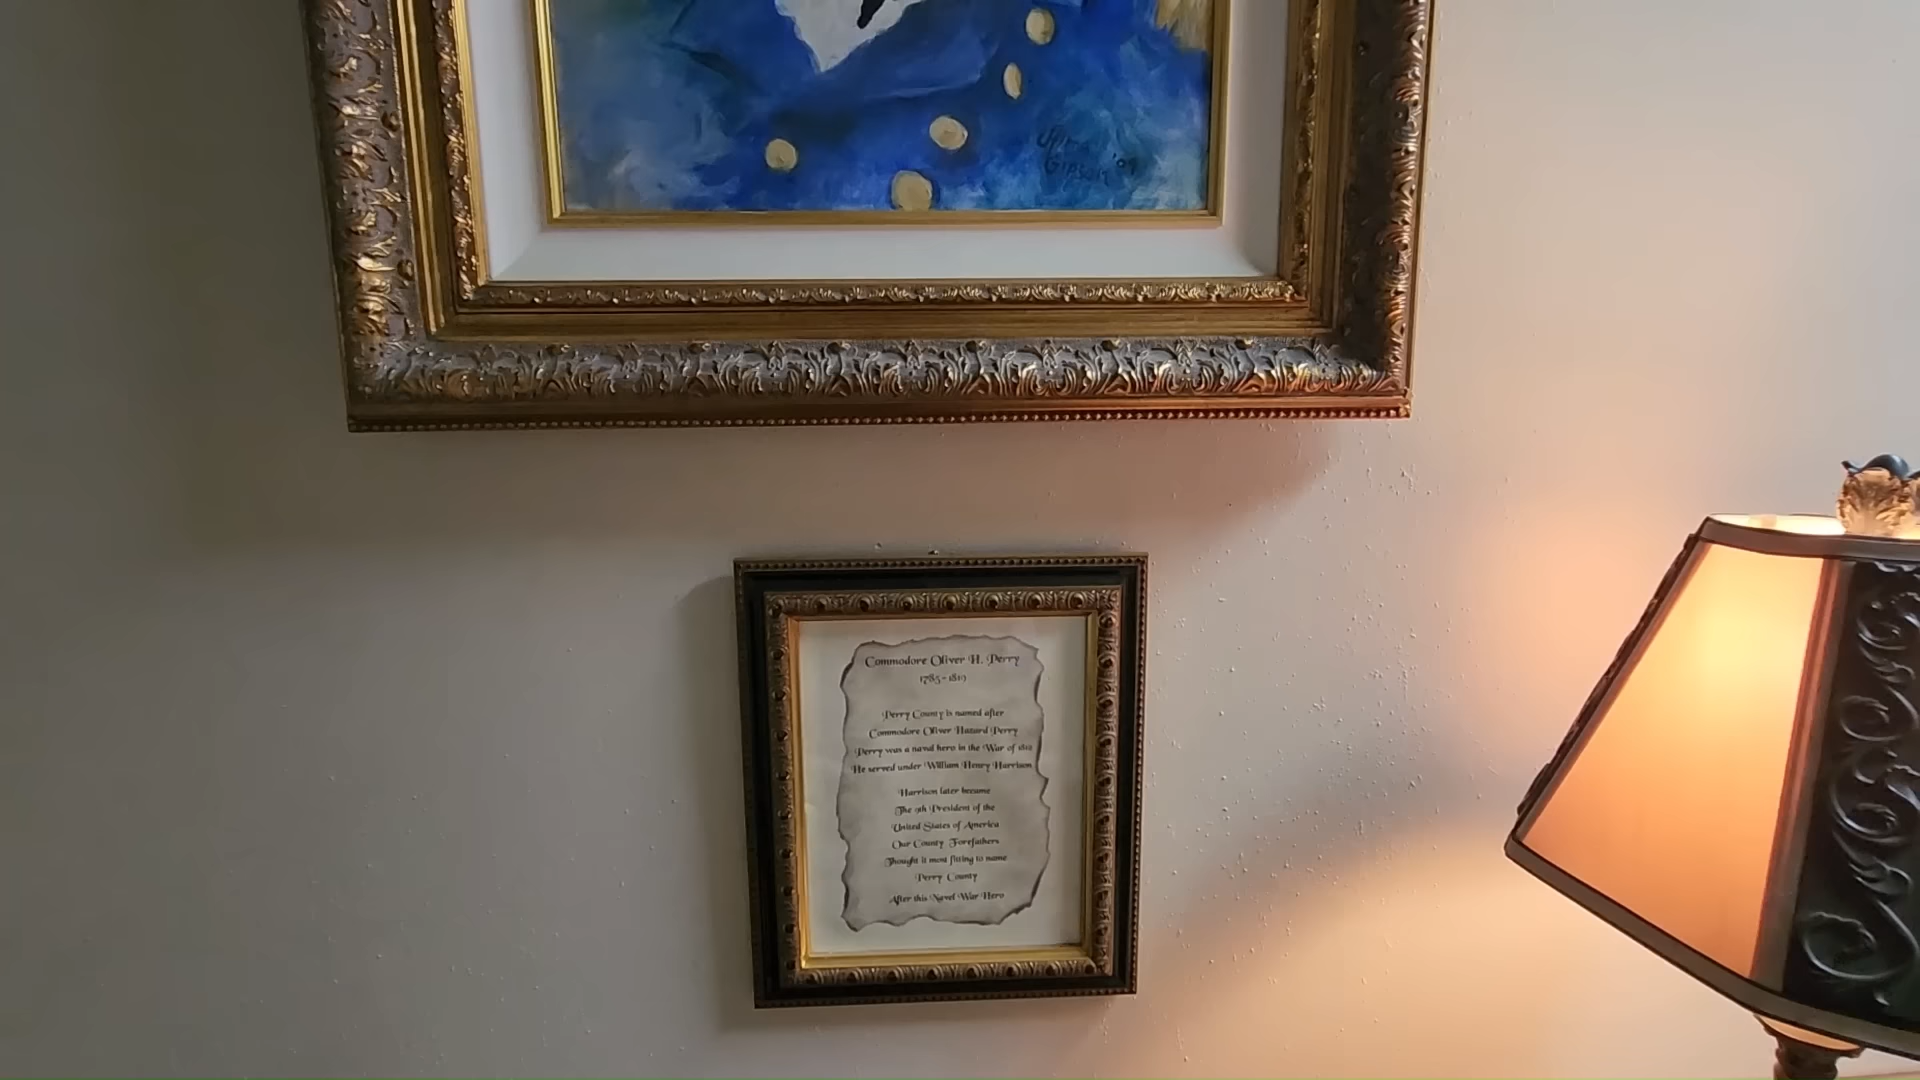 Gipson '09
Commodore Oliver H. Perry
1785 - 1819
Perry County is named after
Commodore Oliver Hazard Perry
Perry was a naval hero in the War of 1812
He served under William Henry Harrison
Harrison later became
The 9th President of the
United States of America
Our County Forefathers
Thought it most fitting to name
Perry County
After this Navel War Hero